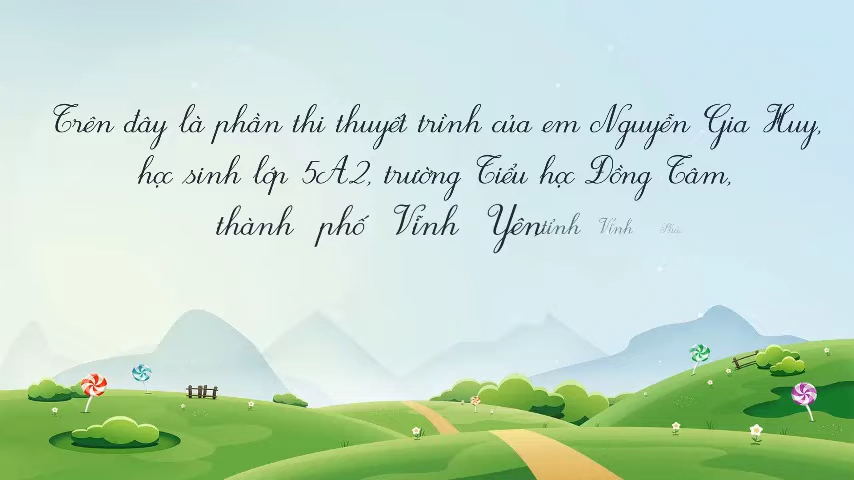 Trên đây là phần thi thuyết trình của em Nguyễn Gia Huy,
học sinh lớp 5A2, trường Tiểu học Đồng Tâm,
thành phố Vĩnh Yên tỉnh Vĩnh Phúc